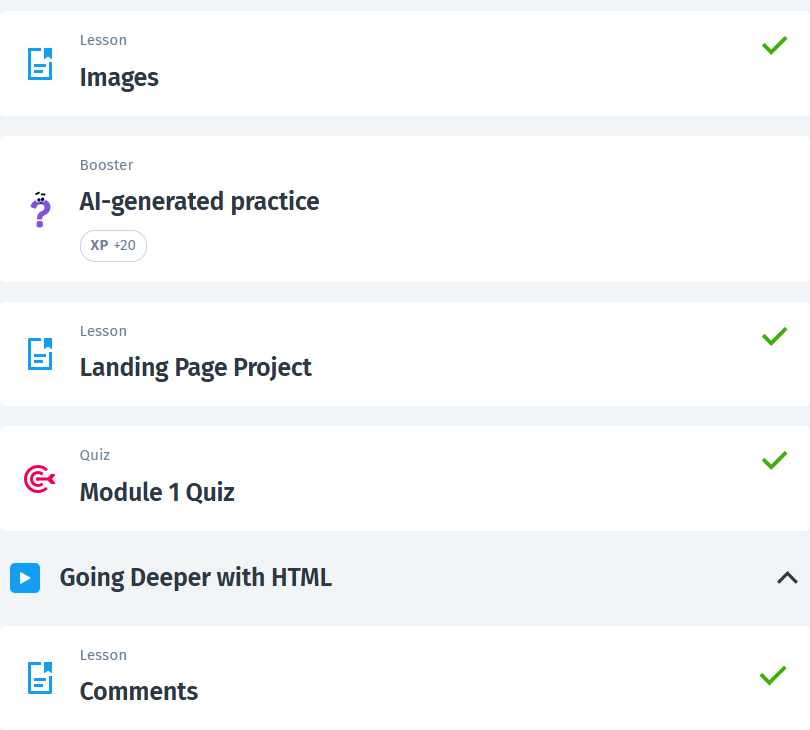 Lesson
Images
Booster
AI-generated practice
XP +20
Lesson
Landing Page Project
Quiz
Module 1 Quiz
Going Deeper with HTML
Lesson
Comments